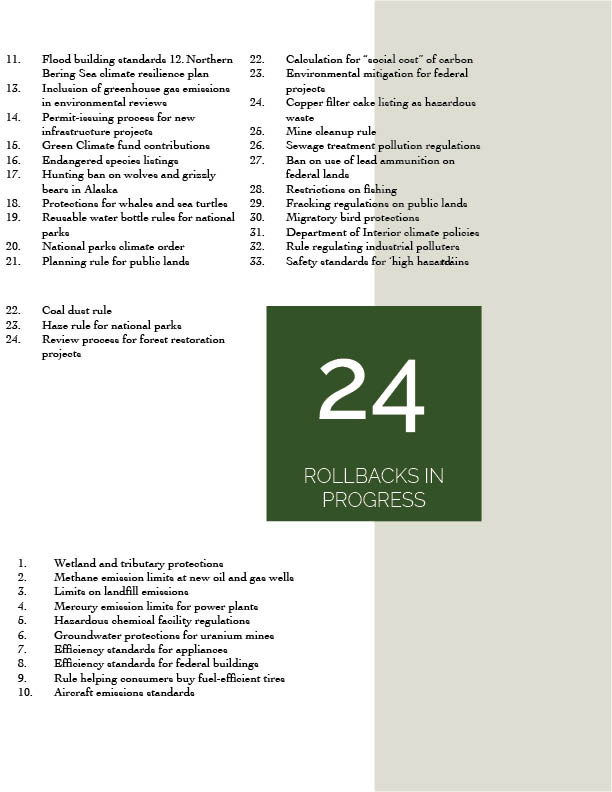 11. Flood building standards 12. Northern
Bering Sea climate resilience plan
13. Inclusion of greenhouse gas emissions
in environmental reviews
14. Permit-issuing process for new
infrastructure projects
15. Green Climate fund contributions
16. Endangered species listings
17. Hunting ban on wolves and grizzly
bears in Alaska
18. Protections for whales and sea turtles
19. Reusable water bottle rules for national
parks
20. National parks climate order
21. Planning rule for public lands
22. Calculation for “social cost” of carbon
23. Environmental mitigation for federal
projects
24. Copper filter cake listing as hazardous
waste
25. Mine cleanup rule
26. Sewage treatment pollution regulations
27. Ban on use of lead ammunition on
federal lands
28. Restrictions on fishing
29. Fracking regulations on public lands
30. Migratory bird protections
31. Department of Interior climate policies
32. Rule regulating industrial polluters
33. Safety standards for ‘high hazard’
22. Coal dust rule
23. Haze rule for national parks
24. Review process for forest restoration
projects
24
ROLLBACKS IN
PROGRESS
1. Wetland and tributary protections
2. Methane emission limits at new oil and gas wells
3. Limits on landfill emissions
4. Mercury emission limits for power plants
5. Hazardous chemical facility regulations
6. Groundwater protections for uranium mines
7. Efficiency standards for appliances
8. Efficiency standards for federal buildings
9. Rule helping consumers buy fuel-efficient tires
10. Aircraft emissions standards